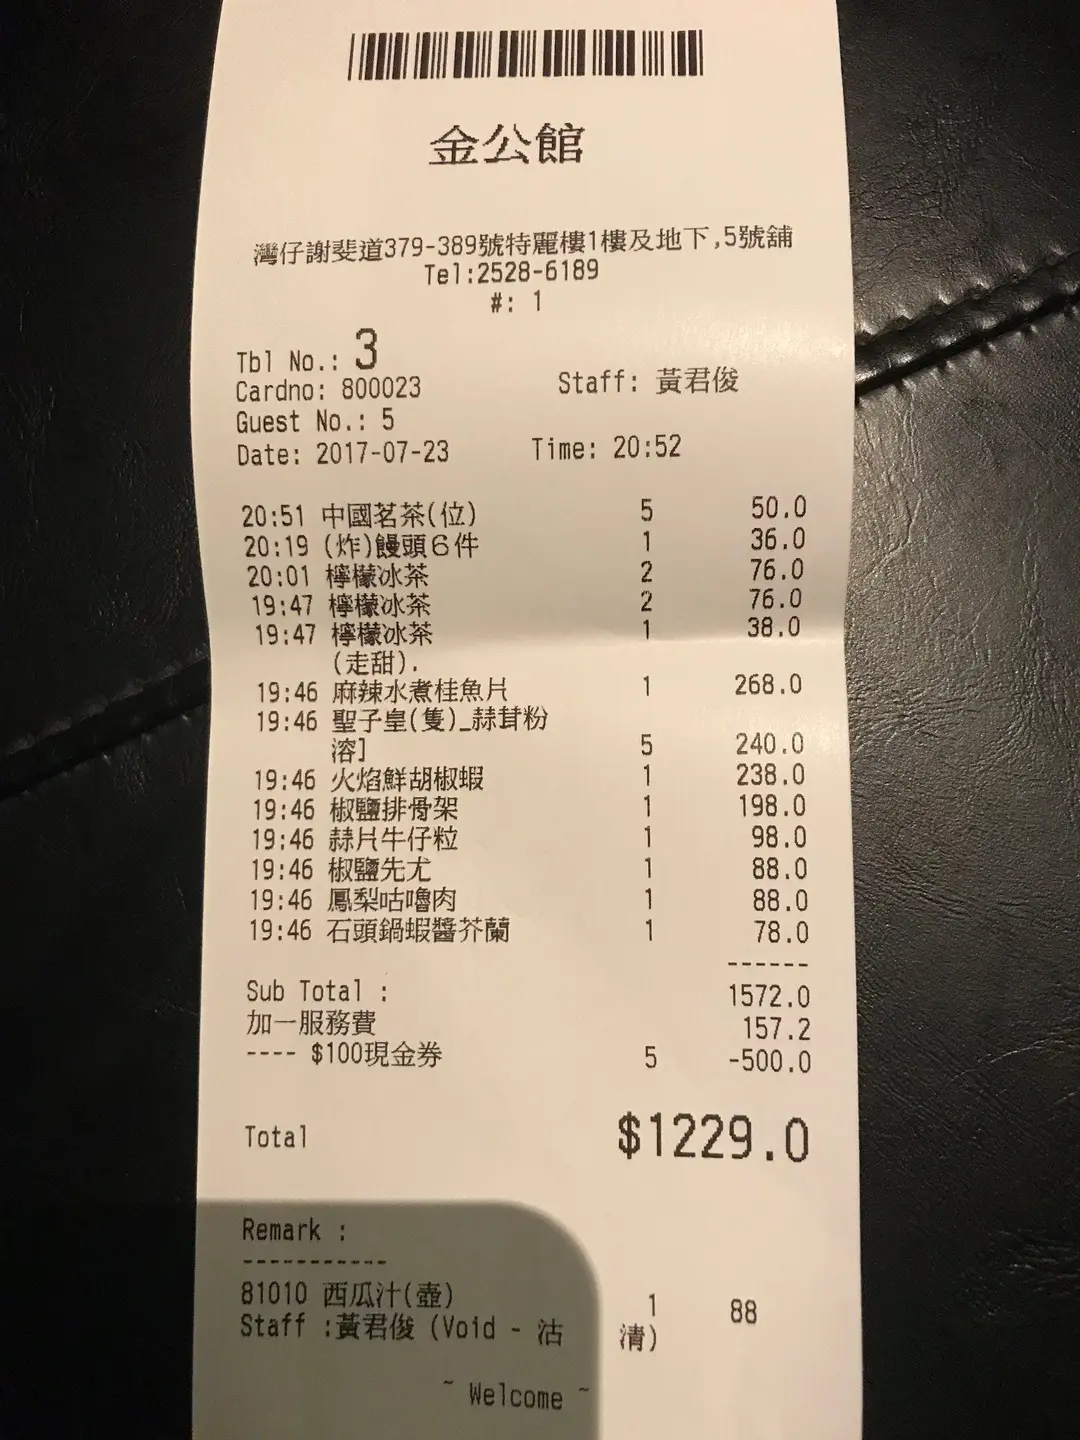 金公館
灣仔謝斐道379-389號特麗樓1樓及地下,5號舖
Tel:2528-6189
#: 1
Tbl No.: 3
Cardno: 800023 Staff: 黃君俊
Guest No.: 5
Date: 2017-07-23 Time: 20:52
20:51 中國茗茶(位) 5 50.0
20:19 (炸)饅頭6件 1 36.0
20:01 檸檬冰茶 2 76.0
19:47 檸檬冰茶 2 76.0
19:47 檸檬冰茶 1 38.0
(走甜).
19:46 麻辣水煮桂魚片 1 268.0
19:46 聖子皇(隻)_蒜茸粉
溶] 5 240.0
19:46 火焰鮮胡椒蝦 1 238.0
19:46 椒鹽排骨架 1 198.0
19:46 蒜片牛仔粒 1 98.0
19:46 椒鹽先尤 1 88.0
19:46 鳳梨咕嚕肉 1 88.0
19:46 石頭鍋蝦醬芥蘭 1 78.0
------
Sub Total : 1572.0
加一服務費 157.2
---- $100現金券 5 -500.0
Total $1229.0
Remark :
-----------
81010 西瓜汁(壺) 1 88
Staff :黃君俊 (Void - 沽清)
~ Welcome ~